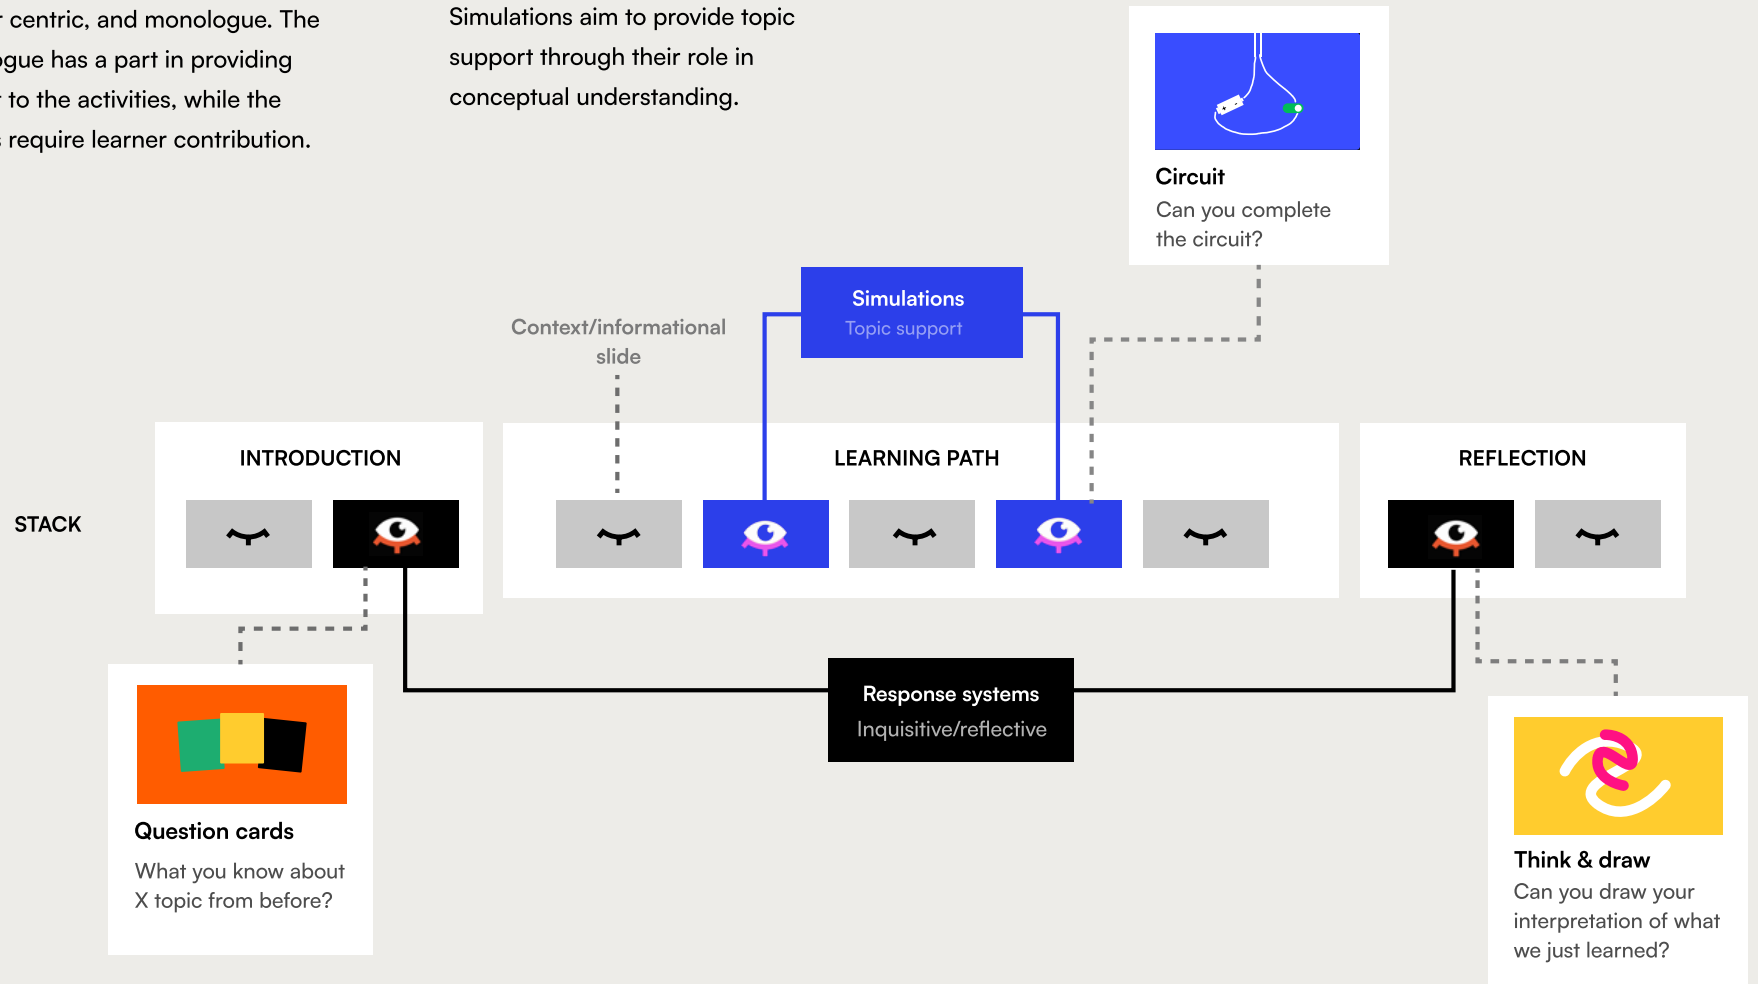 centric, and monologue. The
has a part in providing
to the activities, while the
require learner contribution.
Simulations aim to provide topic
support through their role in
conceptual understanding.
Circuit
Can you complete
the circuit?
Simulations
Topic support
Context/informational
slide
INTRODUCTION
LEARNING PATH
REFLECTION
STACK
Response systems
Inquisitive/reflective
Question cards
What you know about
X topic from before?
Think & draw
Can you draw your
interpretation of what
we just learned?